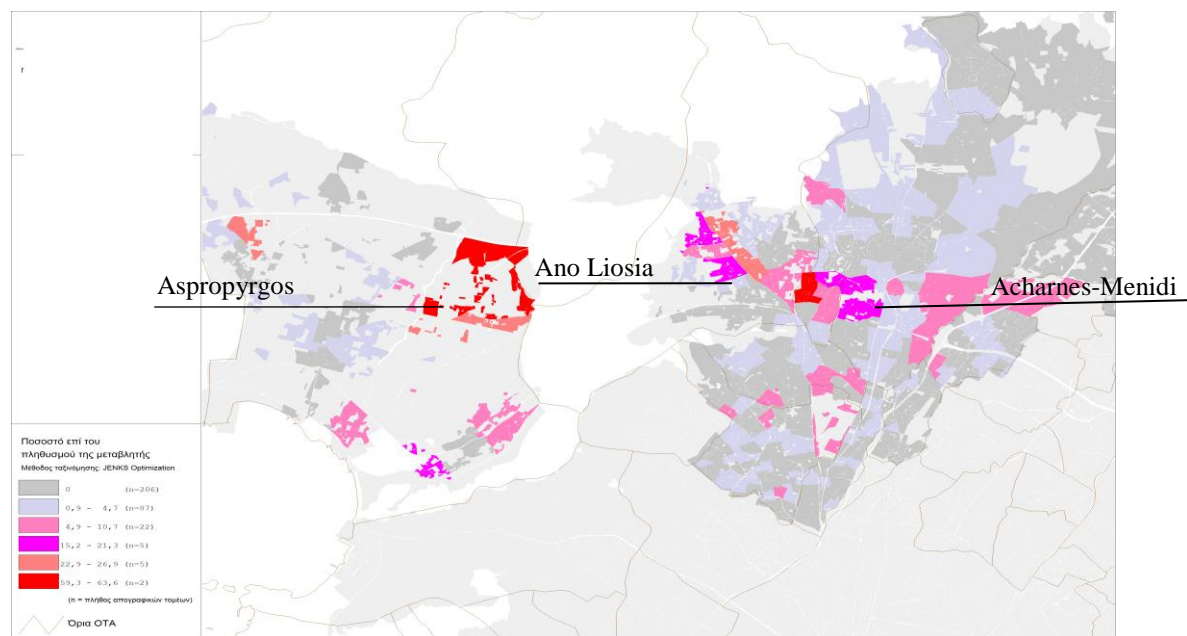 Ano Liosia
Aspropyrgos
Acharnes-Menidi
Ποσοστό επί του
πληθυσμού της μεταβλητής
Μέθοδος ταξινόμησης: JENKS Optimization
0 (n=206)
0,9 - 4,7 (n=87)
4,9 - 10,7 (n=22)
15,2 - 21,3 (n=5)
22,9 - 26,9 (n=5)
59,3 - 63,6 (n=2)
(n = πλήθος απογραφικών τομέων)
Όρια ΟΤΑ